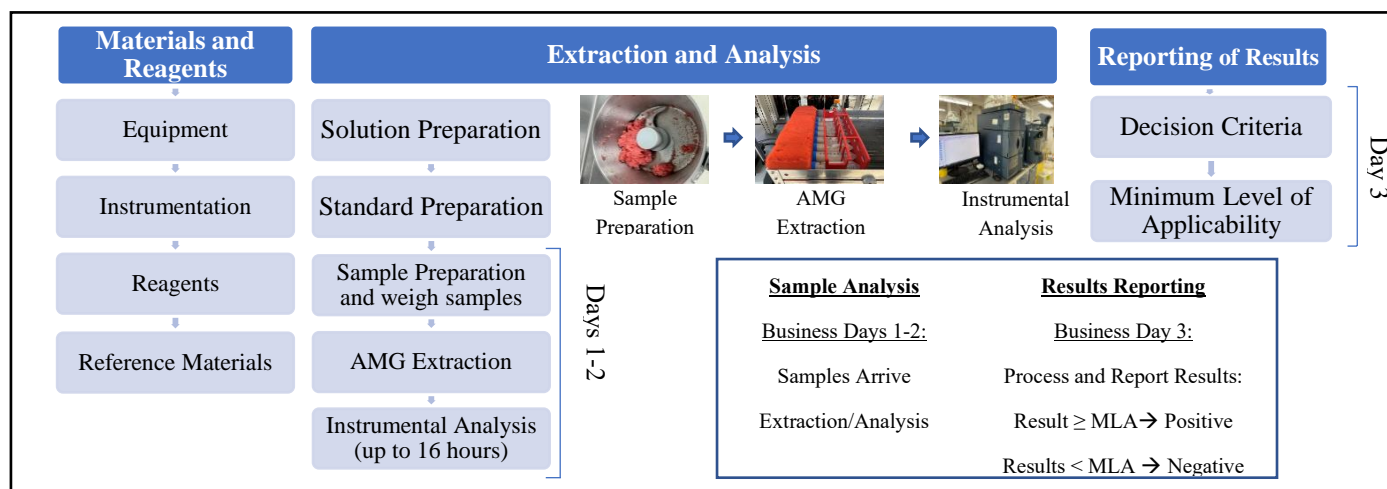 Materials and
Reagents
Equipment
Instrumentation
Reagents
Reference Materials
Extraction and Analysis
Solution Preparation
Standard Preparation
Sample Preparation
and weigh samples
AMG Extraction
Instrumental Analysis
(up to 16 hours)
Days 1-2
Sample
Preparation
AMG
Extraction
Instrumental
Analysis
Sample Analysis
Business Days 1-2:
Samples Arrive
Extraction/Analysis
Results Reporting
Business Day 3:
Process and Report Results:
Result ≥ MLA→ Positive
Results < MLA → Negative
Reporting of Results
Decision Criteria
Minimum Level of
Applicability
Day 3